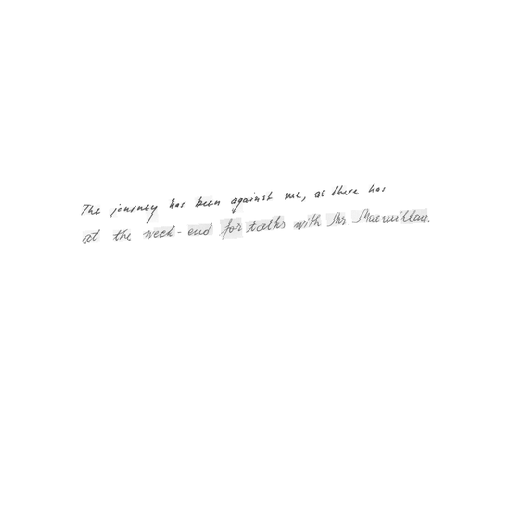 The journey has been against me, as there has
at the week-end for talks with Mr Macmillan.